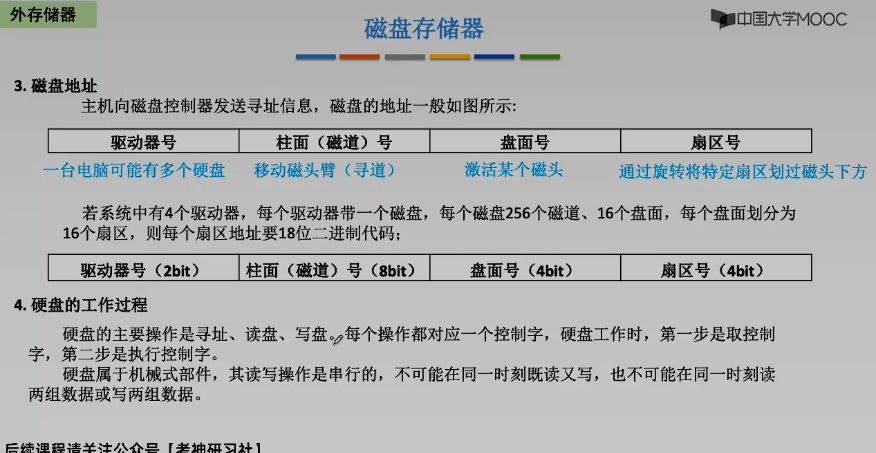 外存储器
磁盘存储器
中国大学MOOC
3. 磁盘地址
主机向磁盘控制器发送寻址信息，磁盘的地址一般如图所示:
驱动器号 柱面（磁道）号 盘面号 扇区号
一台电脑可能有多个硬盘 移动磁头臂（寻道） 激活某个磁头 通过旋转将特定扇区划过磁头下方
若系统中有4个驱动器，每个驱动器带一个磁盘，每个磁盘256个磁道、16个盘面，每个盘面划分为
16个扇区，则每个扇区地址要18位二进制代码；
驱动器号（2bit） 柱面（磁道）号（8bit） 盘面号（4bit） 扇区号（4bit）
4. 硬盘的工作过程
硬盘的主要操作是寻址、读盘、写盘。每个操作都对应一个控制字，硬盘工作时，第一步是取控制
字，第二步是执行控制字。
硬盘属于机械式部件，其读写操作是串行的，不可能在同一时刻既读又写，也不可能在同一时刻读
两组数据或写两组数据。
后续课程请关注公众号【考神研习社】